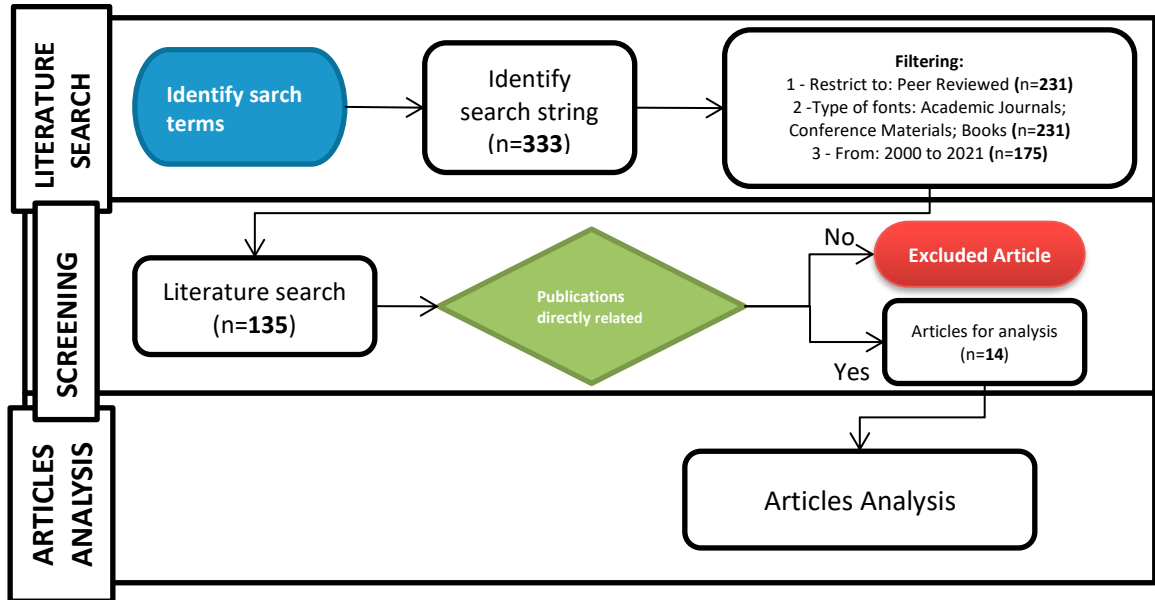 LITERATURE
SEARCH
Identify sarch
terms
Identify
search string
(n=333)
Filtering:
1 - Restrict to: Peer Reviewed (n=231)
2 -Type of fonts: Academic Journals;
Conference Materials; Books (n=231)
3 - From: 2000 to 2021 (n=175)
SCREENING
Literature search
(n=135)
Publications
directly related
No
Excluded Article
Yes
Articles for analysis
(n=14)
ARTICLES
ANALYSIS
Articles Analysis